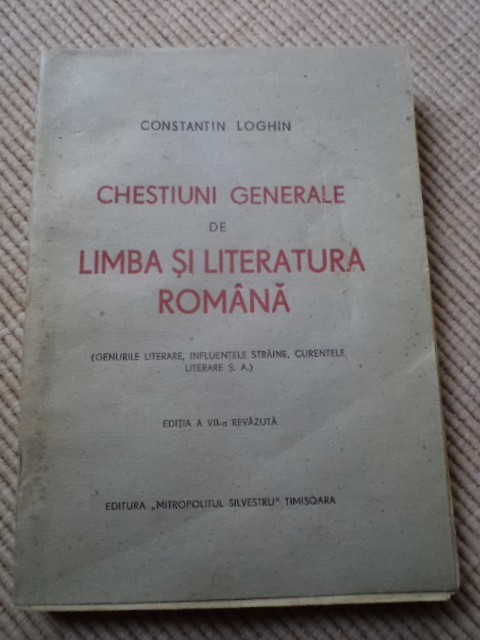 CONSTANTIN LOGHIN
CHESTIUNI GENERALE
DE
LIMBA ȘI LITERATURA
ROMÂNĂ
(GENURILE LITERARE, INFLUENȚELE STRĂINE, CURENTELE
LITERARE Ș. A.)
EDIȚIA A VII-a REVĂZUTĂ
EDITURA „MITROPOLITUL SILVESTRU" TIMIȘOARA